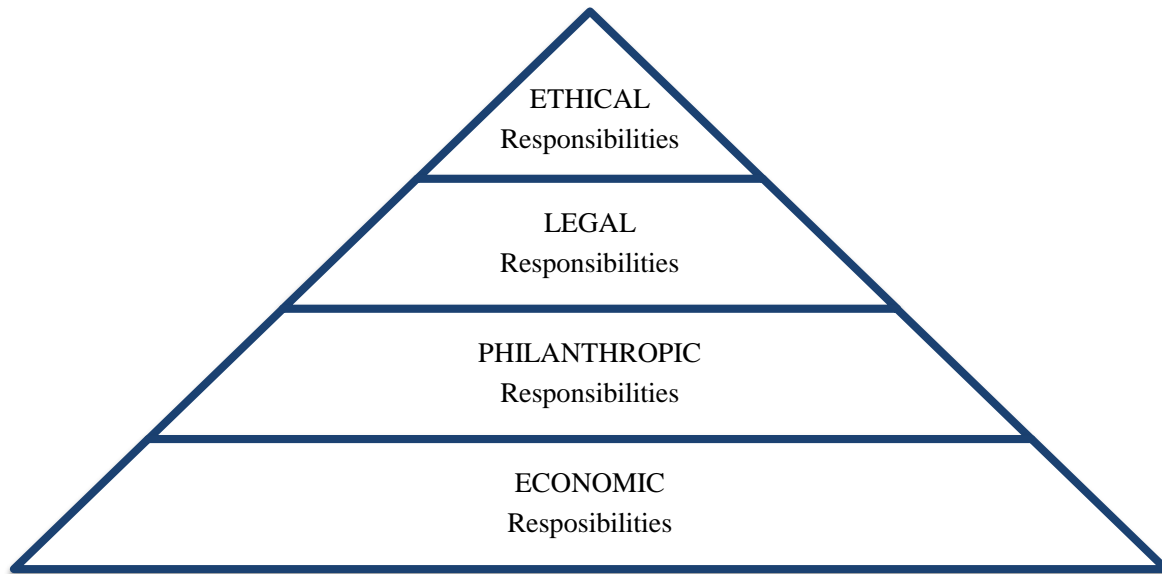 ETHICAL
Responsibilities
LEGAL
Responsibilities
PHILANTHROPIC
Responsibilities
ECONOMIC
Resposibilities